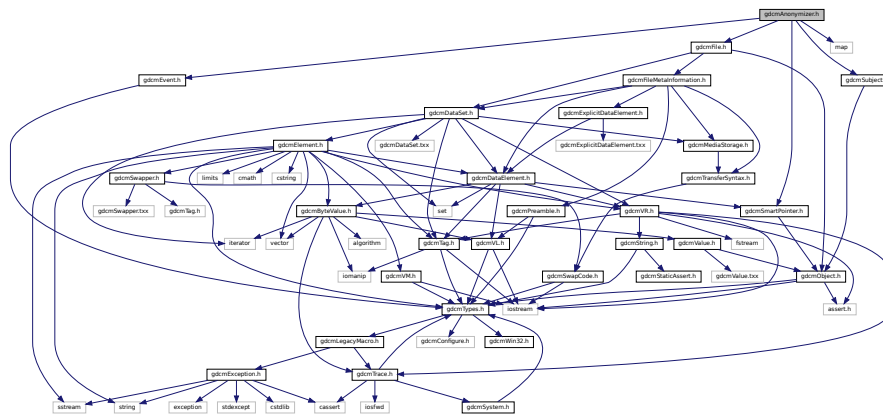 gdcmAnonymizer.h
gdcmFile.h
map
gdcmEvent.h
gdcmFileMetaInformation.h
gdcmSubject
gdcmDataSet.h
gdcmExplicitDataElement.h
gdcmElement.h
gdcmDataSet.txx
gdcmExplicitDataElement.txx
gdcmMediaStorage.h
gdcmSwapper.h
limits
cmath
cstring
gdcmDataElement.h
gdcmTransferSyntax.h
gdcmSwapper.txx
gdcmTag.h
gdcmByteValue.h
set
gdcmPreamble.h
gdcmVR.h
gdcmSmartPointer.h
iterator
vector
algorithm
gdcmTag.h
gdcmVL.h
gdcmString.h
gdcmValue.h
fstream
iomanip
gdcmVM.h
gdcmSwapCode.h
gdcmStaticAssert.h
gdcmValue.txx
gdcmObject.h
gdcmTypes.h
iostream
assert.h
gdcmLegacyMacro.h
gdcmConfigure.h
gdcmWin32.h
gdcmException.h
gdcmTrace.h
sstream
string
exception
stdexcept
cstdlib
cassert
iosfwd
gdcmSystem.h